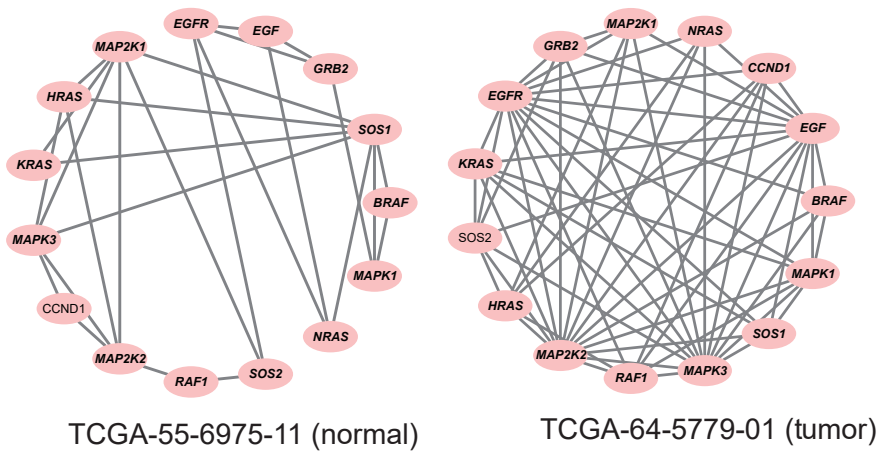 EGFR
EGF
MAP2K1
GRB2
HRAS
SOS1
KRAS
BRAF
MAPK3
MAPK1
CCND1
NRAS
MAP2K2
SOS2
RAF1
TCGA-55-6975-11 (normal)
MAP2K1
NRAS
GRB2
CCND1
EGFR
EGF
KRAS
BRAF
SOS2
MAPK1
HRAS
SOS1
MAP2K2
MAPK3
RAF1
TCGA-64-5779-01 (tumor)